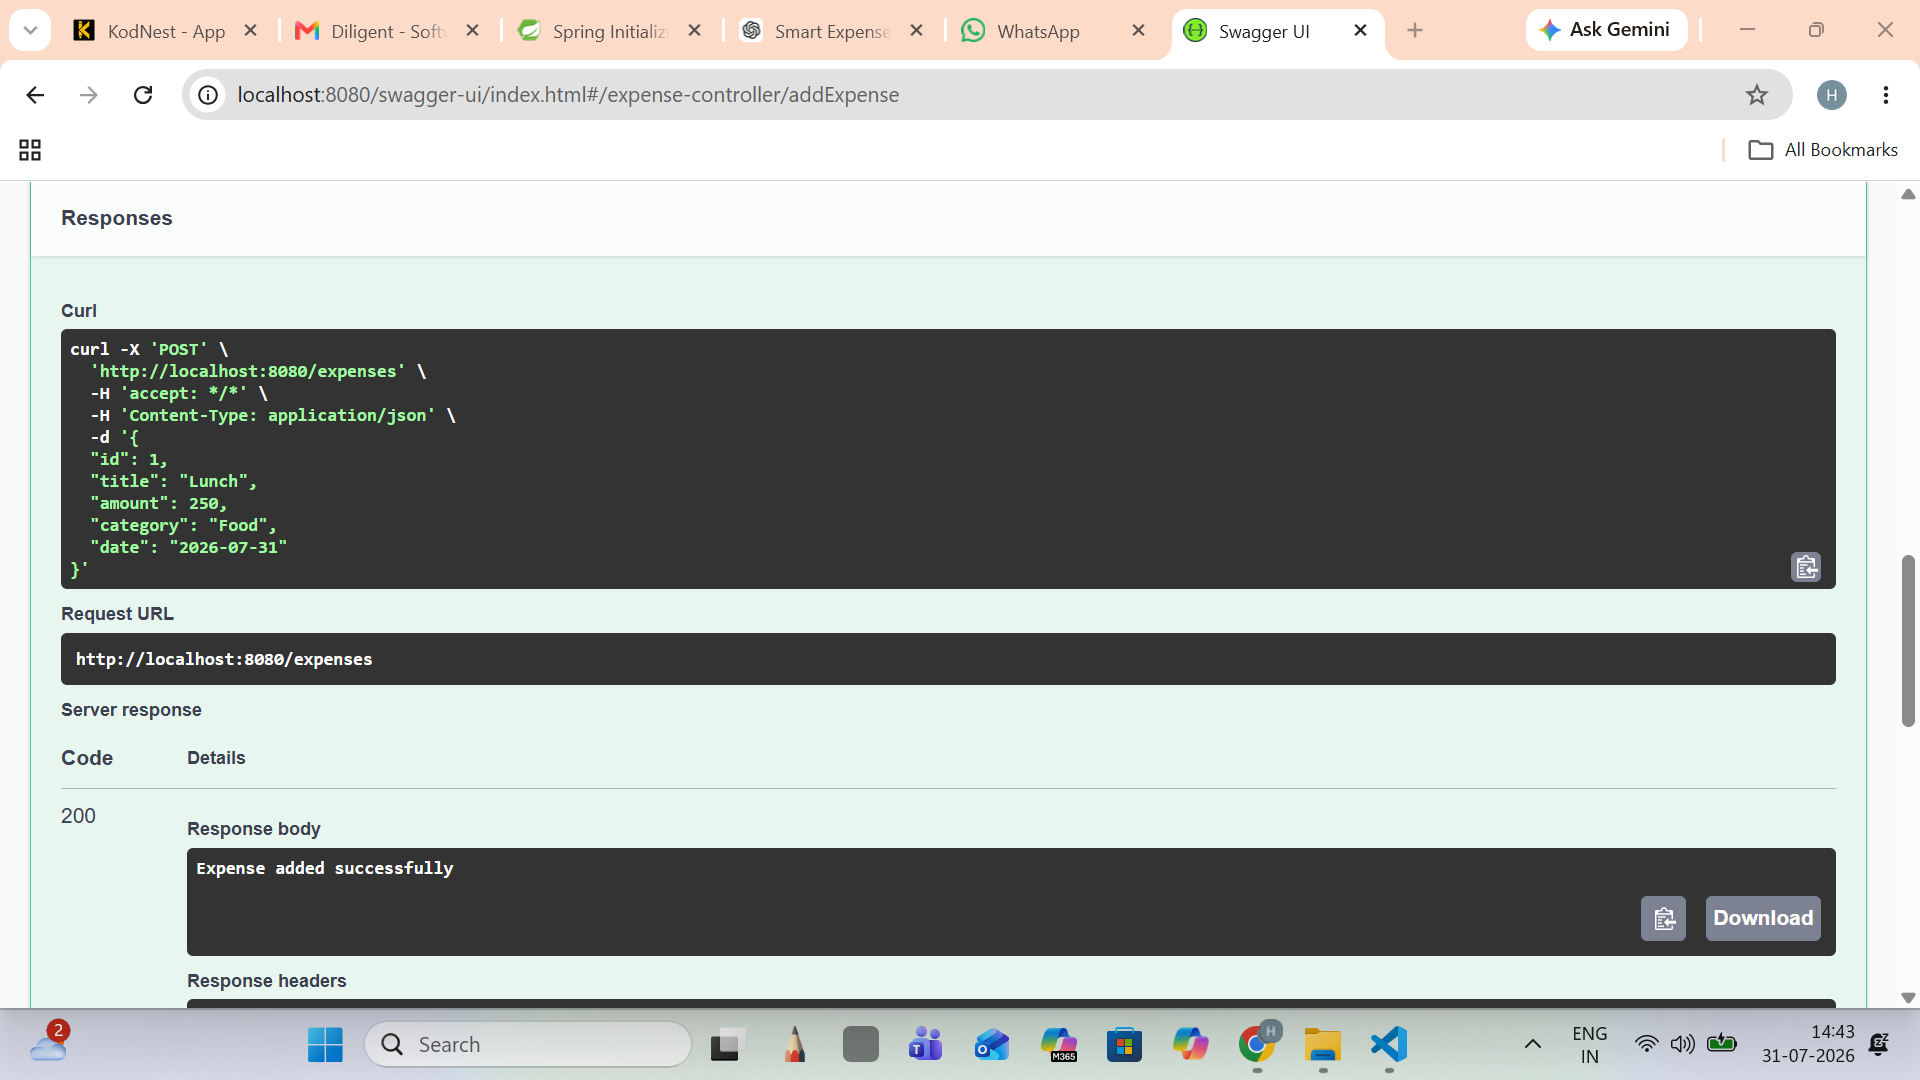 KodNest - App
Diligent - Softw
Spring Initializ
Smart Expense
WhatsApp
Swagger UI
Ask Gemini
localhost:8080/swagger-ui/index.html#/expense-controller/addExpense
H
All Bookmarks
Responses
Curl
curl -X 'POST' \
'http://localhost:8080/expenses' \
-H 'accept: */*' \
-H 'Content-Type: application/json' \
-d '{
"id": 1,
"title": "Lunch",
"amount": 250,
"category": "Food",
"date": "2026-07-31"
}'
Request URL
http://localhost:8080/expenses
Server response
Code
Details
200
Response body
Expense added successfully
Download
Response headers
2
Search
M365
H
ENG
IN
14:43
31-07-2026